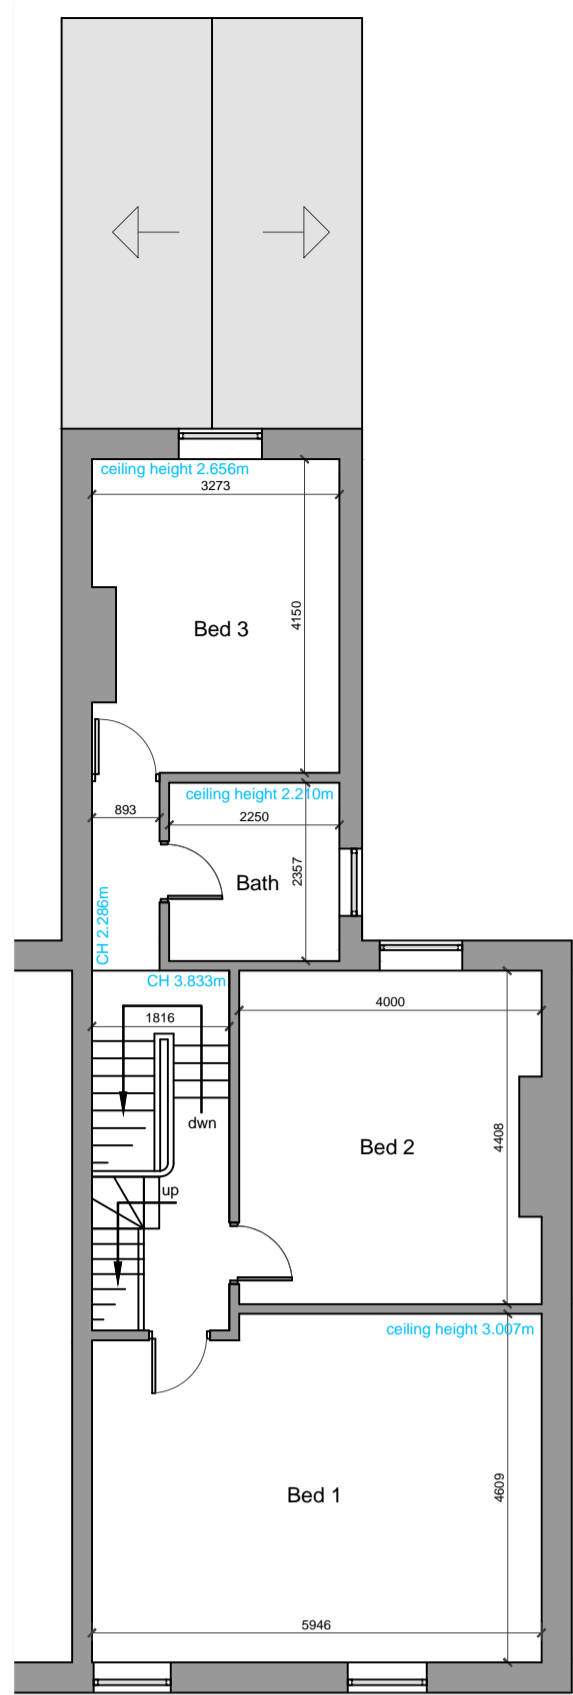 ceiling height 2.656m
3273
4150
Bed 3
ceiling height 2.210m
893
2250
2357
Bath
CH 2.286m
CH 3.833m
1816
4000
dwn
4408
Bed 2
up
ceiling height 3.007m
4609
Bed 1
5946